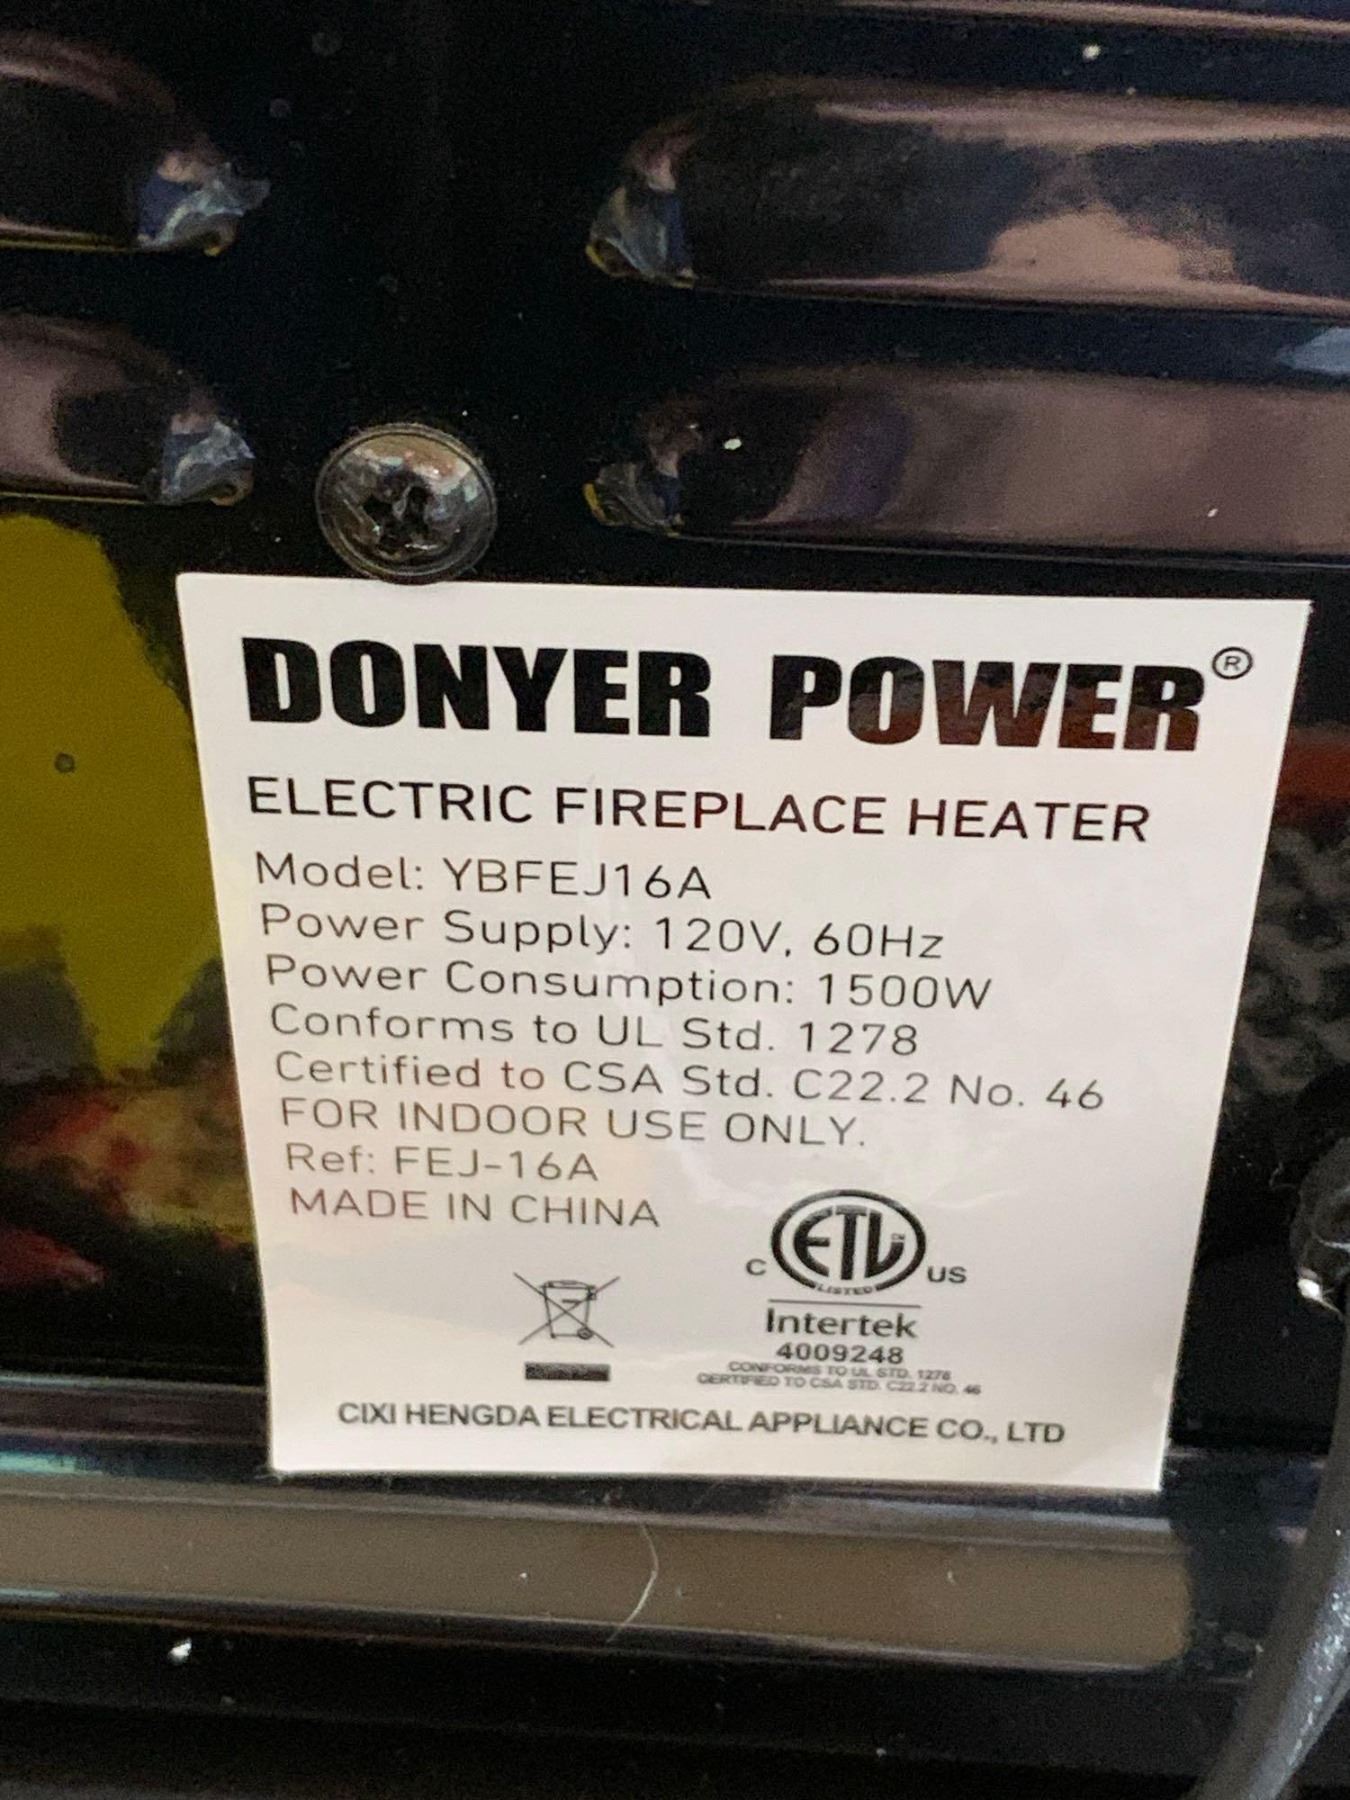 DONYER POWER®
ELECTRIC FIREPLACE HEATER
Model: YBFEJ16A
Power Supply: 120V, 60Hz
Power Consumption: 1500W
Conforms to UL Std. 1278
Certified to CSA Std. C22.2 No. 46
FOR INDOOR USE ONLY.
Ref: FEJ-16A
MADE IN CHINA
C ETL US
LISTED
Intertek
4009248
CONFORMS TO UL STD. 1278
CERTIFIED TO CSA STD. C22.2 NO. 46
CIXI HENGDA ELECTRICAL APPLIANCE CO., LTD